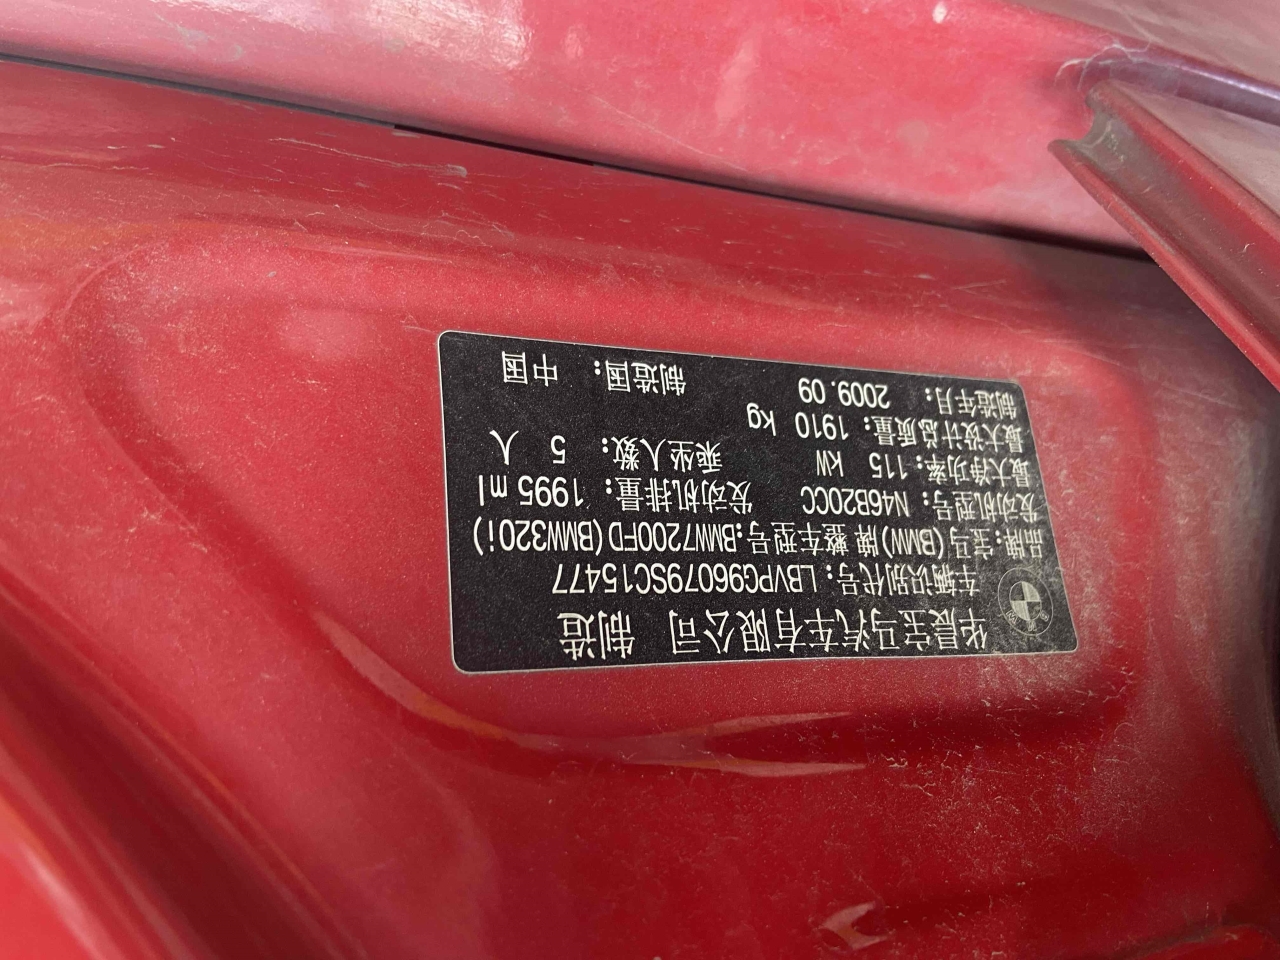 华晨宝马汽车有限公司 制造
车辆识别代号: LBVPG96079SC15477
品牌:宝马(BMW)牌 整车型号:BMW7200FD(BMW320i)
发动机型号: N46B20CC 发动机排量: 1995 ml
最大净功率: 115 kW 乘坐人数: 5 人
最大设计总质量: 1910 kg
制造年月: 2009.09 制造国: 中国